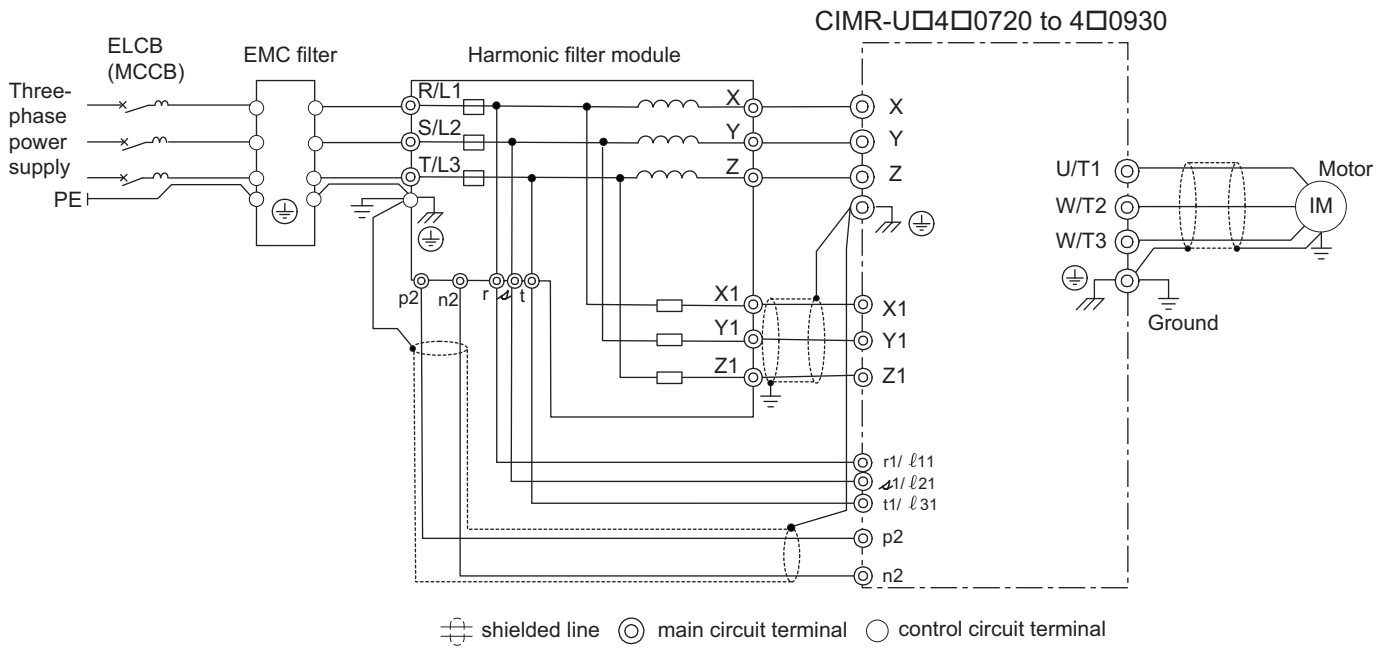 CIMR-U□4□0720 to 4□0930
ELCB
(MCCB)
EMC filter
Harmonic filter module
Three-
phase
power
supply
PE
R/L1
S/L2
T/L3
X
Y
Z
X
Y
Z
U/T1
W/T2
W/T3
Motor
IM
Ground
p2
n2
r
s
t
X1
Y1
Z1
X1
Y1
Z1
r1/ ℓ11
s1/ ℓ21
t1/ ℓ31
p2
n2
shielded line
main circuit terminal
control circuit terminal